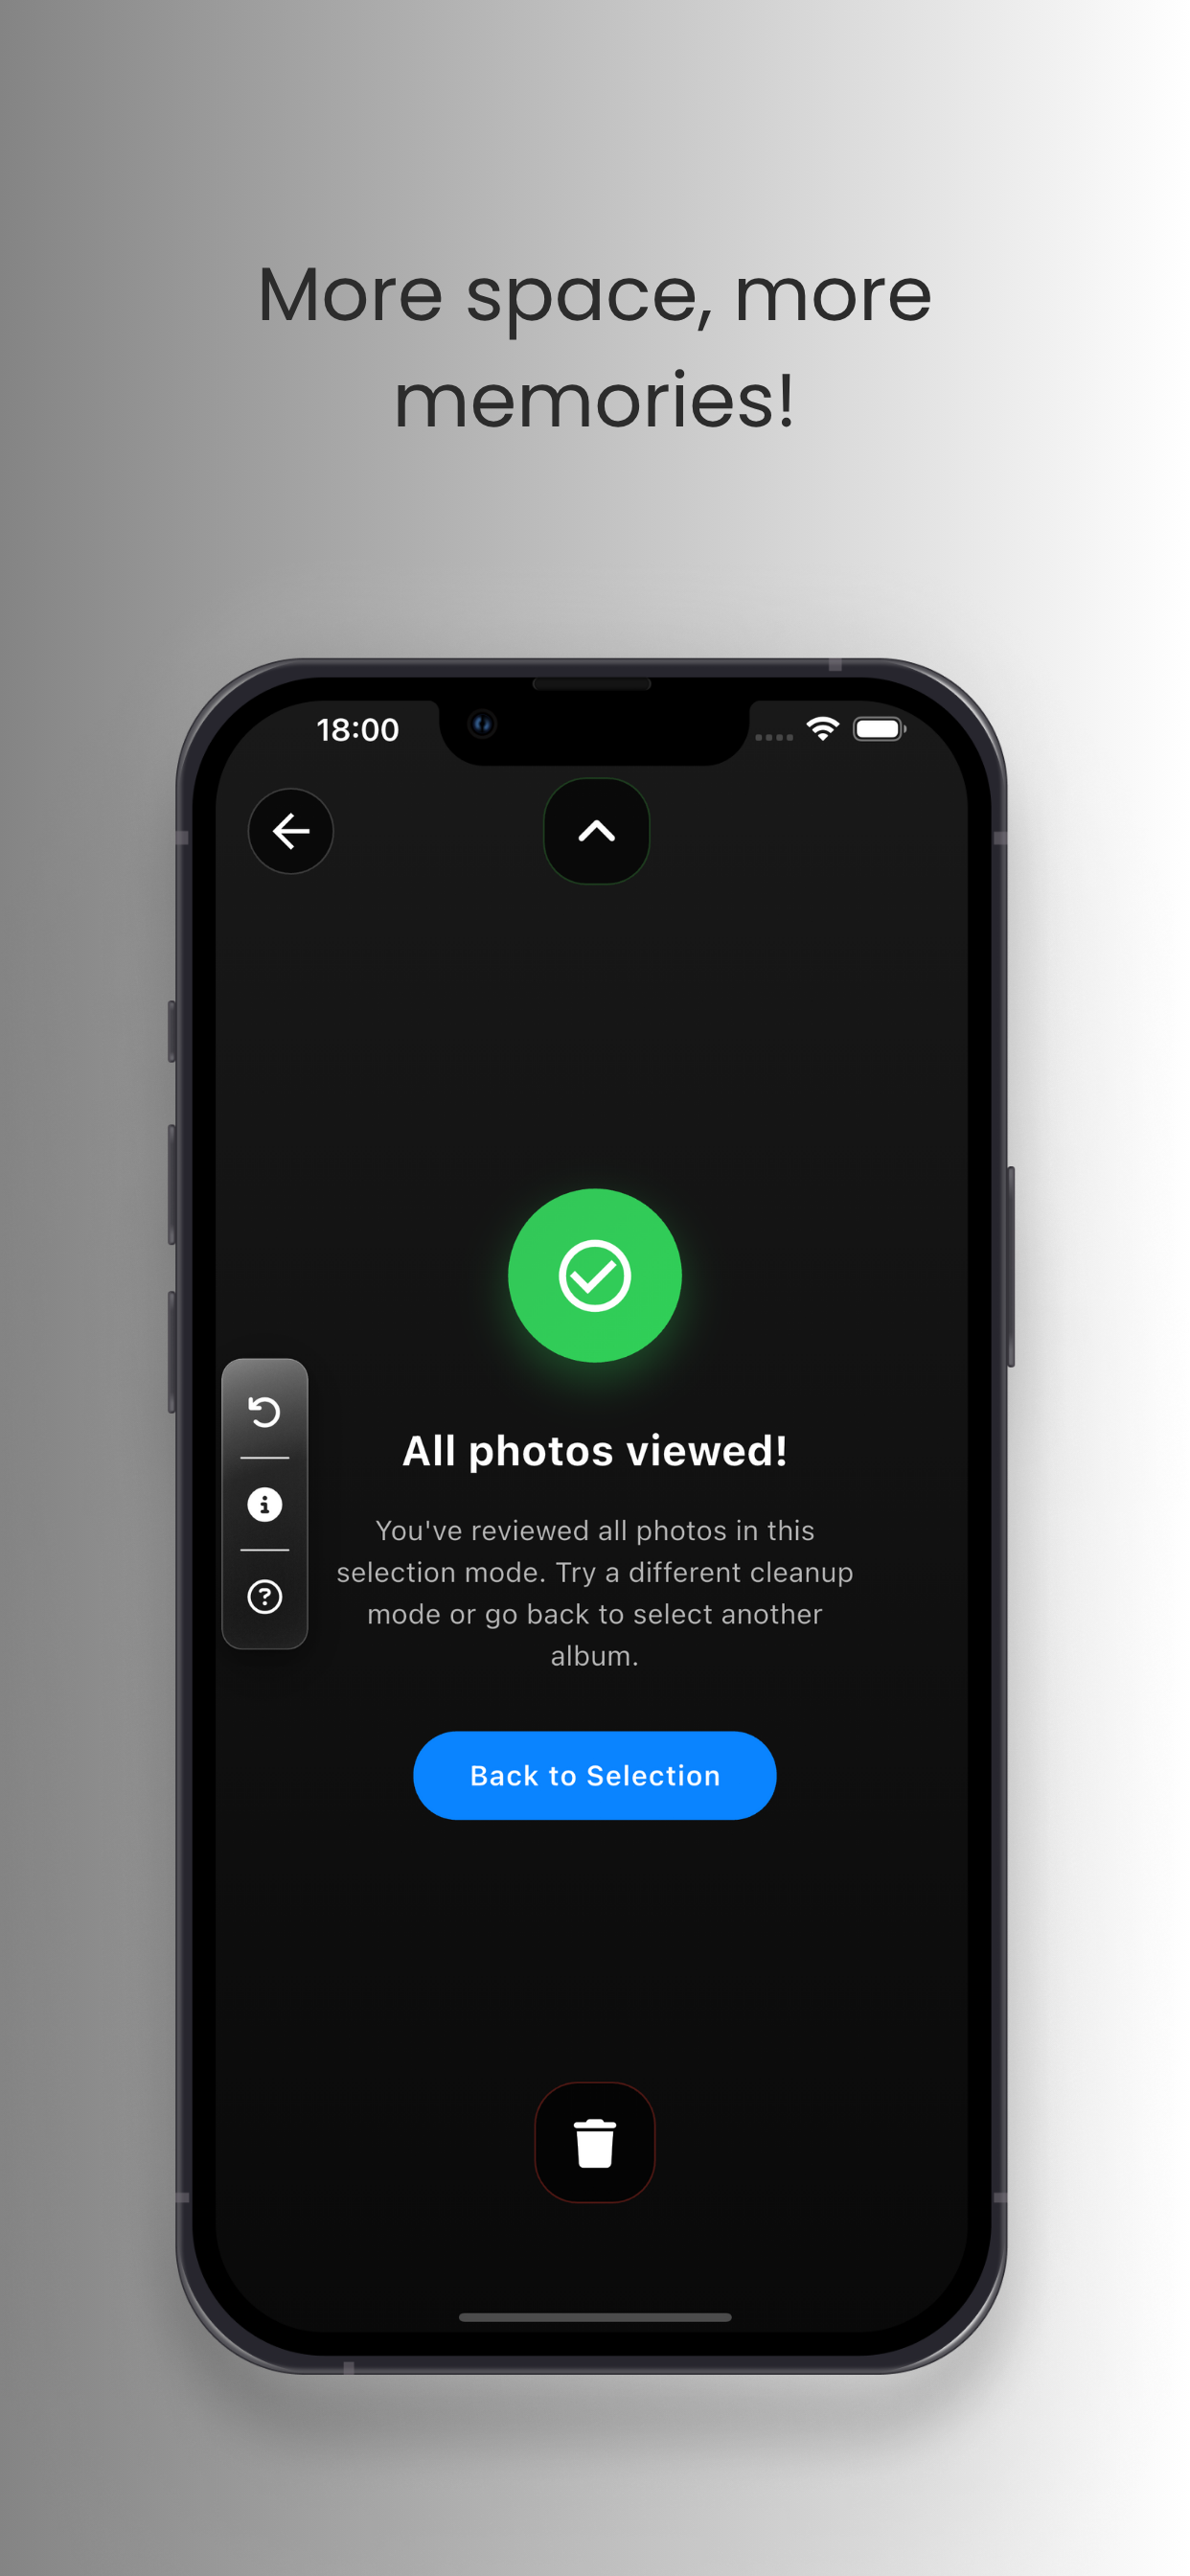 More space, more
memories!
18:00
All photos viewed!
You've reviewed all photos in this
selection mode. Try a different cleanup
mode or go back to select another
album.
Back to Selection